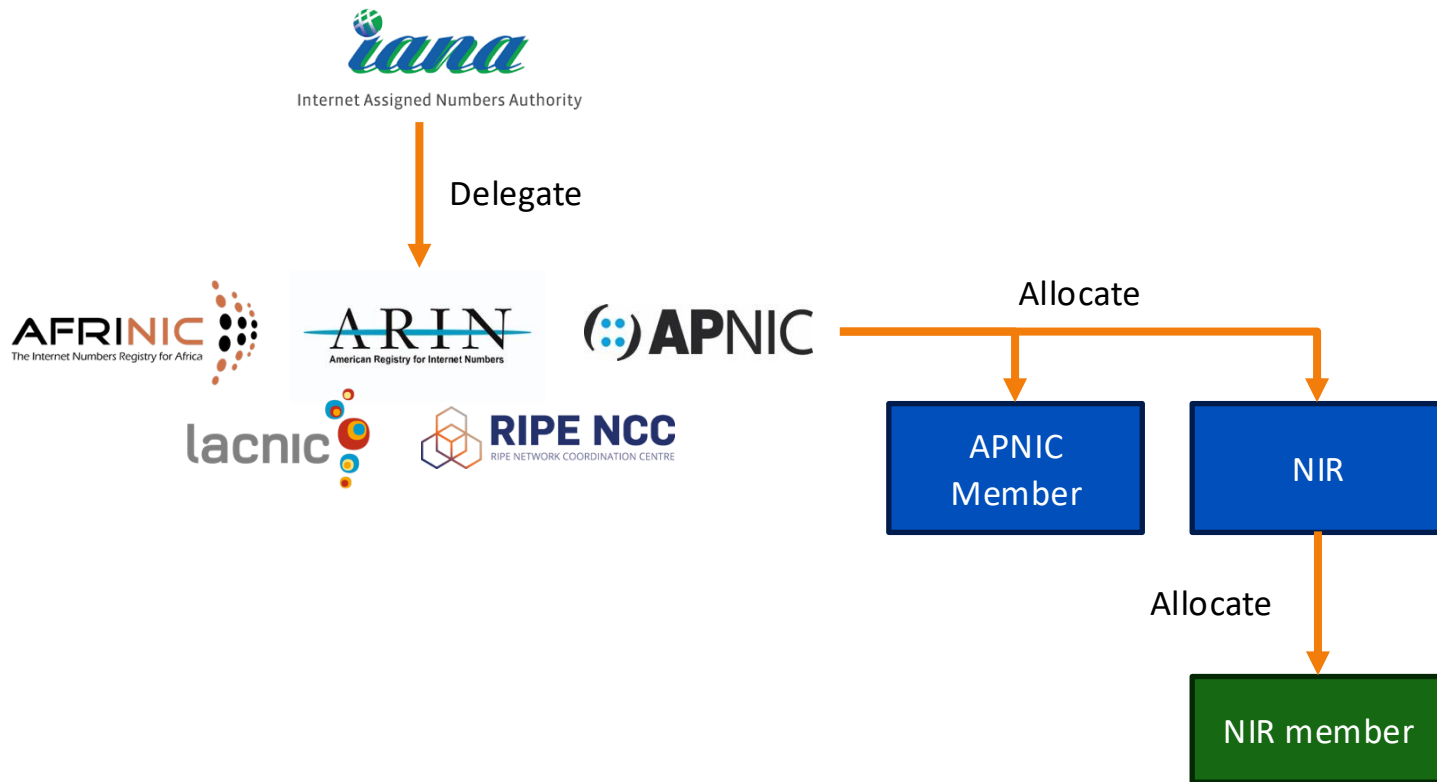 iana
Internet Assigned Numbers Authority
Delegate
AFRINIC
The Internet Numbers Registry for Africa
ARIN
American Registry for Internet Numbers
APNIC
Allocate
lacnic
RIPE NCC
RIPE NETWORK COORDINATION CENTRE
APNIC
Member
NIR
Allocate
NIR member